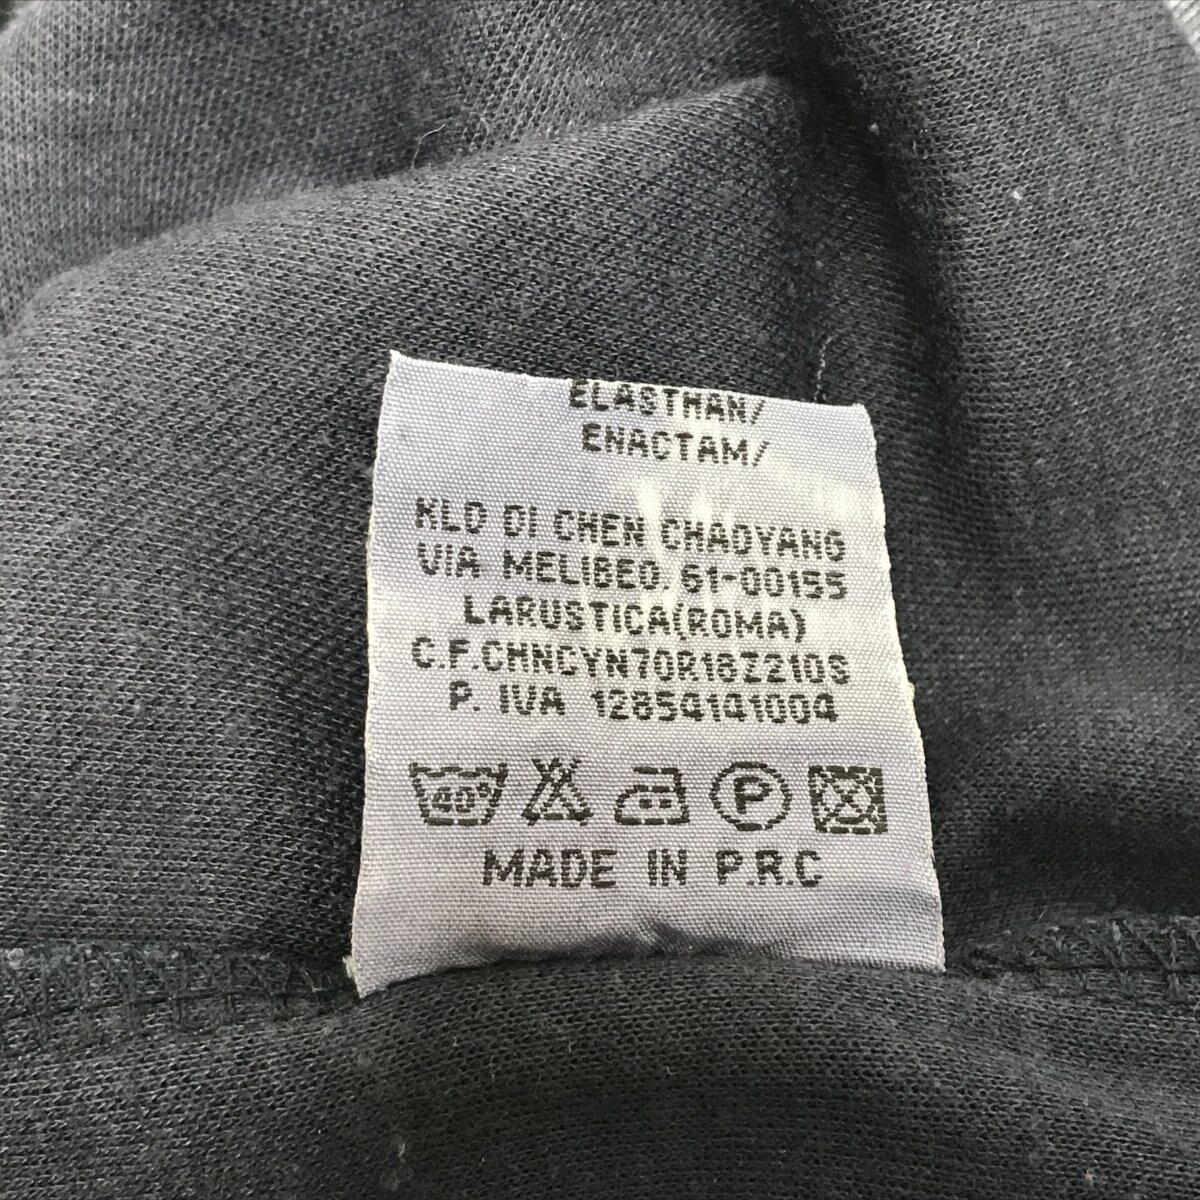 ELASTHAN/
ENACTAM/
KLD DI CHEN CHAOYANG
VIA MELIBEO. 61-00155
LARUSTICA(ROMA)
C.F.CHNCYN70R18Z210S
P. IVA 12854141004
40°
P
MADE IN P.R.C